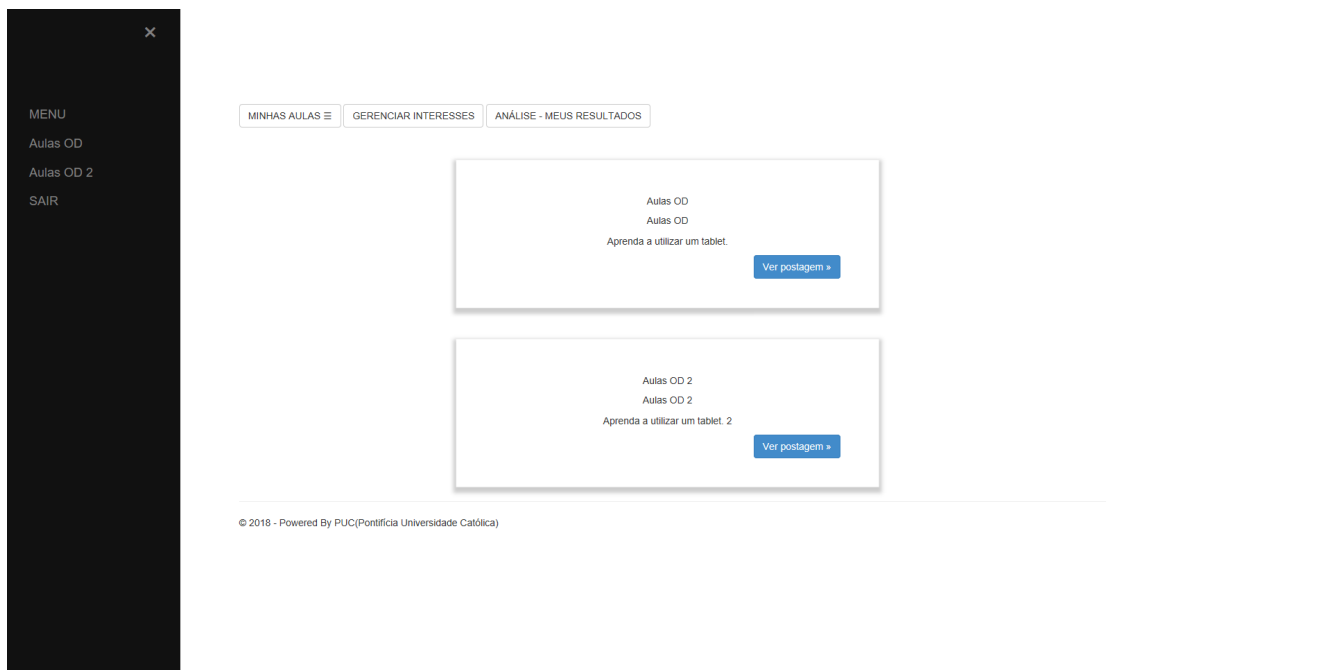 ×
MENU
Aulas OD
Aulas OD 2
SAIR
MINHAS AULAS ☰ GERENCIAR INTERESSES ANÁLISE - MEUS RESULTADOS
Aulas OD
Aulas OD
Aprenda a utilizar um tablet.
Ver postagem »
Aulas OD 2
Aulas OD 2
Aprenda a utilizar um tablet. 2
Ver postagem »
© 2018 - Powered By PUC(Pontifícia Universidade Católica)